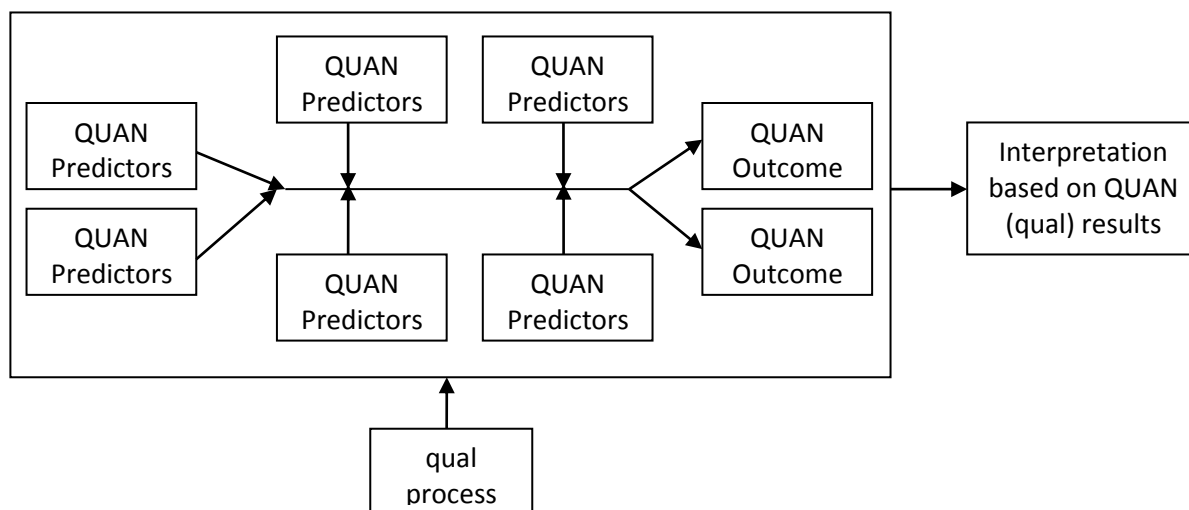 QUAN
Predictors
QUAN
Predictors
QUAN
Predictors
QUAN
Predictors
QUAN
Predictors
QUAN
Predictors
QUAN
Outcome
QUAN
Outcome
Interpretation
based on QUAN
(qual) results
qual
process